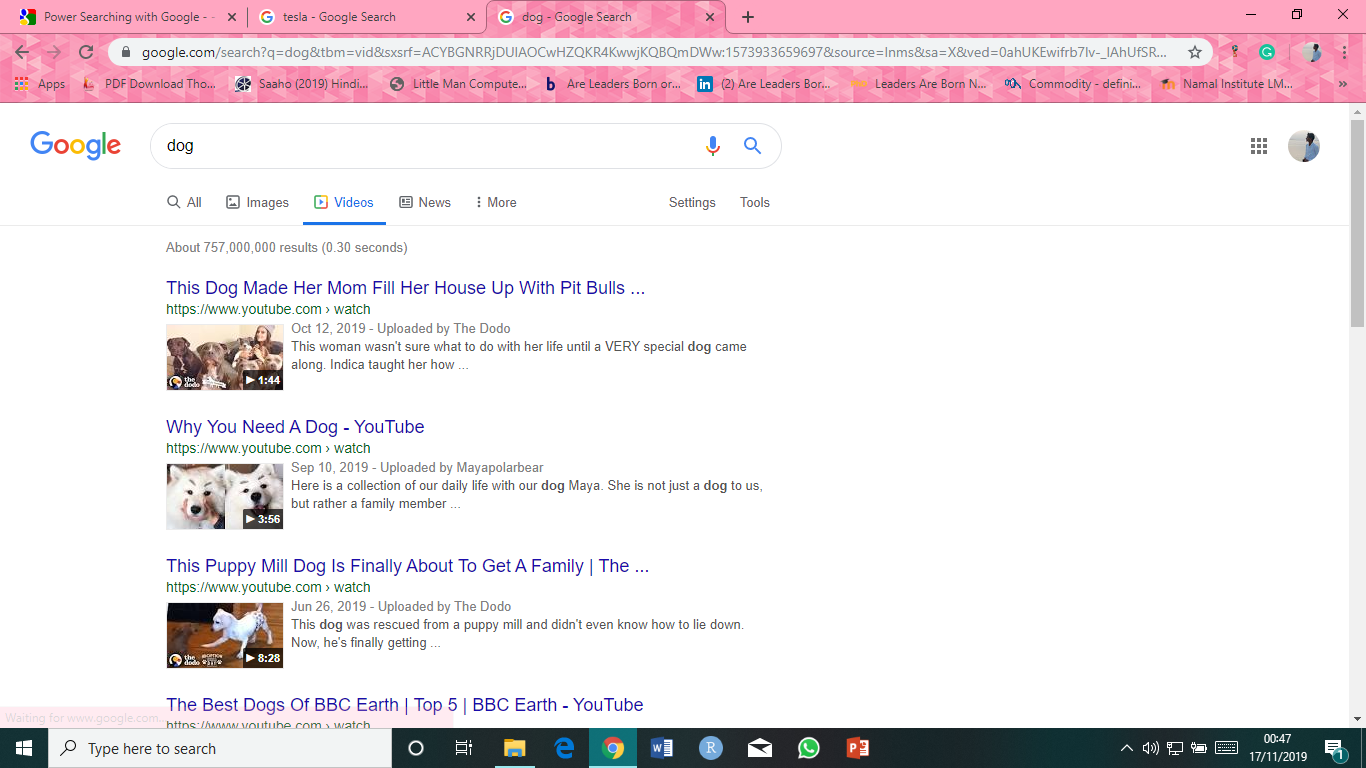 Power Searching with Google - -
tesla - Google Search
dog - Google Search
google.com/search?q=dog&tbm=vid&sxsrf=ACYBGNRRjDUIAOCwHZQKR4KwwjKQBQmDWw:1573933659697&source=lnms&sa=X&ved=0ahUKEwifrb7lv-_lAhUfSR...
Apps
PDF Download Tho...
Saaho (2019) Hindi...
Little Man Compute...
Are Leaders Born or...
(2) Are Leaders Bor...
Leaders Are Born N...
Commodity - defini...
Namal Institute LM...
»
Google
dog
All
Images
Videos
News
More
Settings
Tools
About 757,000,000 results (0.30 seconds)
This Dog Made Her Mom Fill Her House Up With Pit Bulls ...
https://www.youtube.com › watch
Oct 12, 2019 - Uploaded by The Dodo
This woman wasn't sure what to do with her life until a VERY special dog came
along. Indica taught her how ...
the dodo
1:44
Why You Need A Dog - YouTube
https://www.youtube.com › watch
Sep 10, 2019 - Uploaded by Mayapolarbear
Here is a collection of our daily life with our dog Maya. She is not just a dog to us,
but rather a family member ...
3:56
This Puppy Mill Dog Is Finally About To Get A Family | The ...
https://www.youtube.com › watch
Jun 26, 2019 - Uploaded by The Dodo
This dog was rescued from a puppy mill and didn't even know how to lie down.
Now, he's finally getting ...
the dodo
8:28
The Best Dogs Of BBC Earth | Top 5 | BBC Earth - YouTube
https://www.youtube.com › watch
Waiting for www.google.com...
Type here to search
00:47
17/11/2019
1